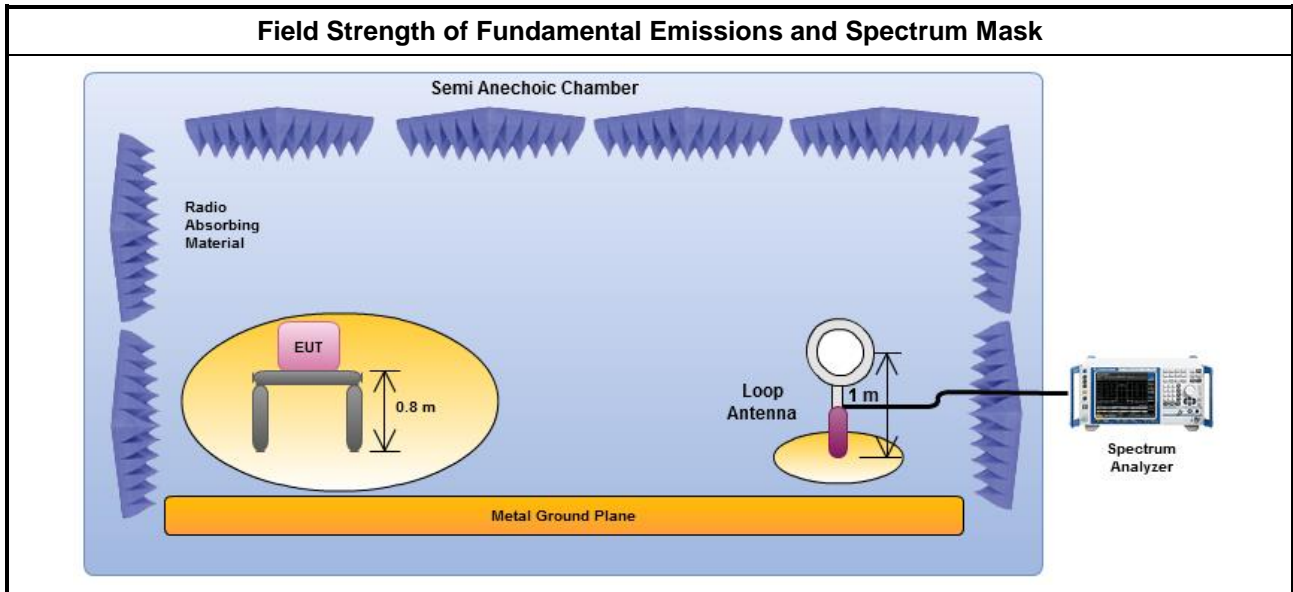 Field Strength of Fundamental Emissions and Spectrum Mask
Semi Anechoic Chamber
Radio
Absorbing
Material
EUT
0.8 m
Loop
Antenna
1 m
Spectrum
Analyzer
Metal Ground Plane